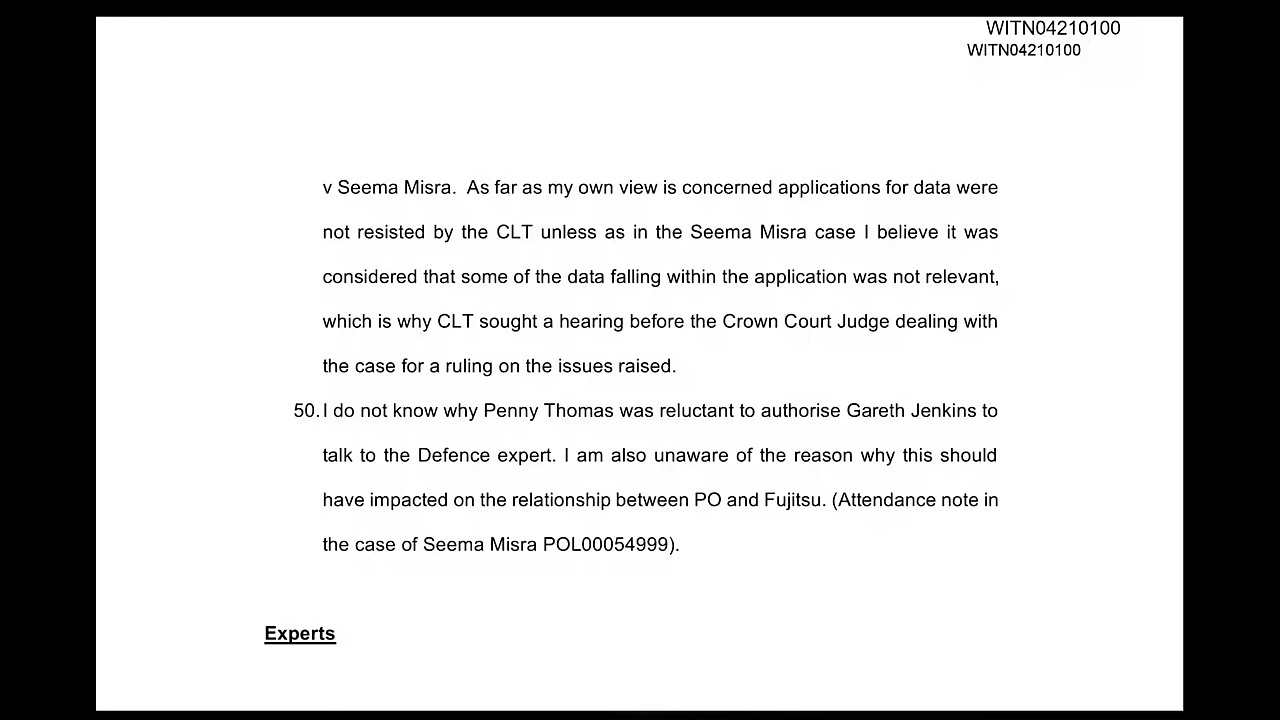 WITN04210100
WITN04210100
v Seema Misra. As far as my own view is concerned applications for data were
not resisted by the CLT unless as in the Seema Misra case I believe it was
considered that some of the data falling within the application was not relevant,
which is why CLT sought a hearing before the Crown Court Judge dealing with
the case for a ruling on the issues raised.
50. I do not know why Penny Thomas was reluctant to authorise Gareth Jenkins to
talk to the Defence expert. I am also unaware of the reason why this should
have impacted on the relationship between PO and Fujitsu. (Attendance note in
the case of Seema Misra POL00054999).
Experts